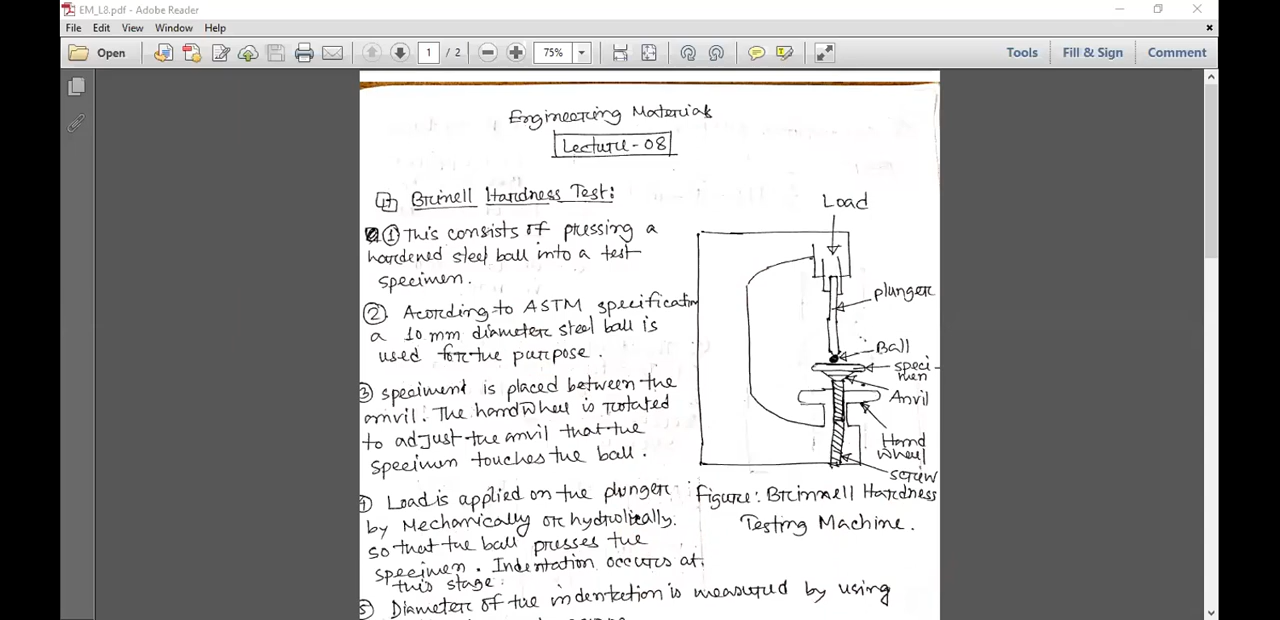 EM_L8.pdf - Adobe Reader
File Edit View Window Help
Open 1 / 2 75% Tools Fill & Sign Comment
Engineering Materials
Lecture-08
Brinell Hardness Test:
① This consists of pressing a
hardened steel ball into a test
specimen.
② Acording to ASTM specification
a 10 mm diameter steel ball is
used for the purpose.
③ speciment is placed between the
anvil. The handwheel is rotated
to adjust the anvil that the
specimen touches the ball.
④ Load is applied on the plunger
by Mechanically or hydrolically.
so that the ball presses the
specimen. Indentation occurs at
this stage.
⑤ Diameter of the indentation is measured by using
Load
plunger
Ball
speci-
men
Anvil
Hand
wheel
screw
Figure: Brinell Hardness
Testing Machine.